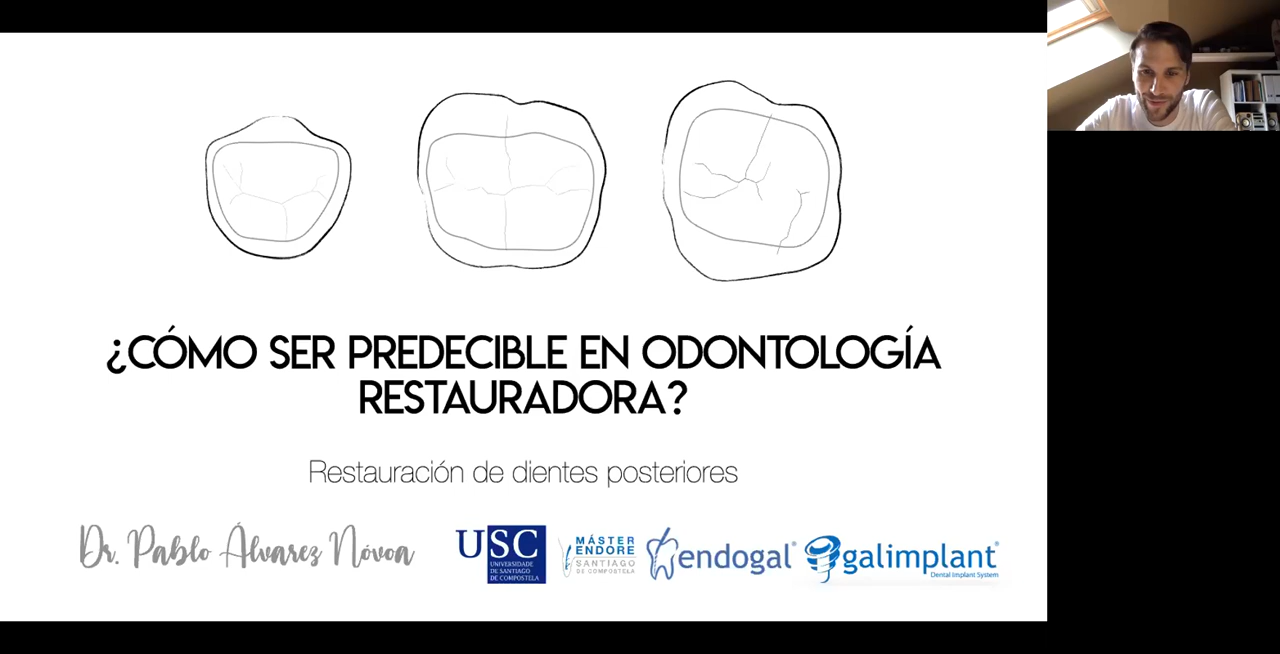 ¿CÓMO SER PREDECIBLE EN ODONTOLOGÍA
RESTAURADORA?
Restauración de dientes posteriores
Dr. Pablo Álvarez Nóvoa
USC
UNIVERSIDADE
DE SANTIAGO
DE COMPOSTELA
MÁSTER
ENDORE
SANTIAGO
DE COMPOSTELA
endogal®
galimplant®
Dental Implant System